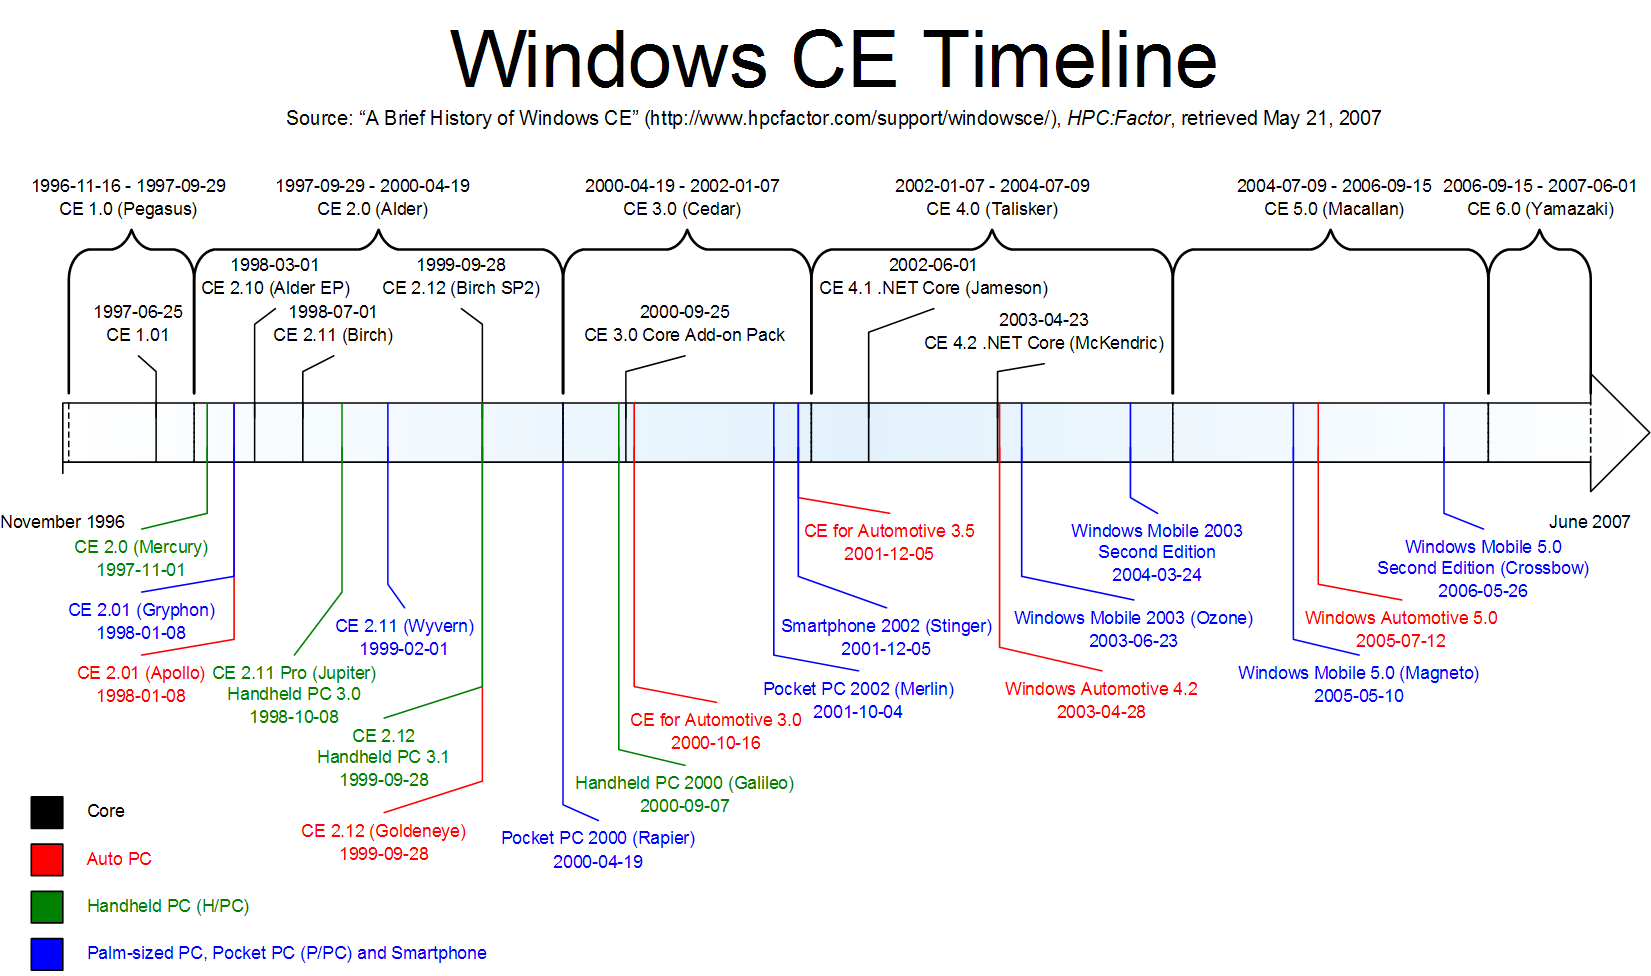 Windows CE Timeline
Source: “A Brief History of Windows CE” (http://www.hpcfactor.com/support/windowsce/), HPC:Factor, retrieved May 21, 2007
1996-11-16 - 1997-09-29
CE 1.0 (Pegasus)
1997-09-29 - 2000-04-19
CE 2.0 (Alder)
2000-04-19 - 2002-01-07
CE 3.0 (Cedar)
2002-01-07 - 2004-07-09
CE 4.0 (Talisker)
2004-07-09 - 2006-09-15
CE 5.0 (Macallan)
2006-09-15 - 2007-06-01
CE 6.0 (Yamazaki)
1997-06-25
CE 1.01
1998-03-01
CE 2.10 (Alder EP)
1998-07-01
CE 2.11 (Birch)
1999-09-28
CE 2.12 (Birch SP2)
2000-09-25
CE 3.0 Core Add-on Pack
2002-06-01
CE 4.1 .NET Core (Jameson)
2003-04-23
CE 4.2 .NET Core (McKendric)
November 1996
June 2007
CE 2.0 (Mercury)
1997-11-01
CE 2.01 (Gryphon)
1998-01-08
CE 2.01 (Apollo)
1998-01-08
CE 2.11 Pro (Jupiter)
Handheld PC 3.0
1998-10-08
CE 2.11 (Wyvern)
1999-02-01
CE 2.12
Handheld PC 3.1
1999-09-28
CE 2.12 (Goldeneye)
1999-09-28
Pocket PC 2000 (Rapier)
2000-04-19
Handheld PC 2000 (Galileo)
2000-09-07
CE for Automotive 3.0
2000-10-16
Pocket PC 2002 (Merlin)
2001-10-04
Smartphone 2002 (Stinger)
2001-12-05
CE for Automotive 3.5
2001-12-05
Windows Automotive 4.2
2003-04-28
Windows Mobile 2003 (Ozone)
2003-06-23
Windows Mobile 2003
Second Edition
2004-03-24
Windows Mobile 5.0 (Magneto)
2005-05-10
Windows Automotive 5.0
2005-07-12
Windows Mobile 5.0
Second Edition (Crossbow)
2006-05-26
Core
Auto PC
Handheld PC (H/PC)
Palm-sized PC, Pocket PC (P/PC) and Smartphone